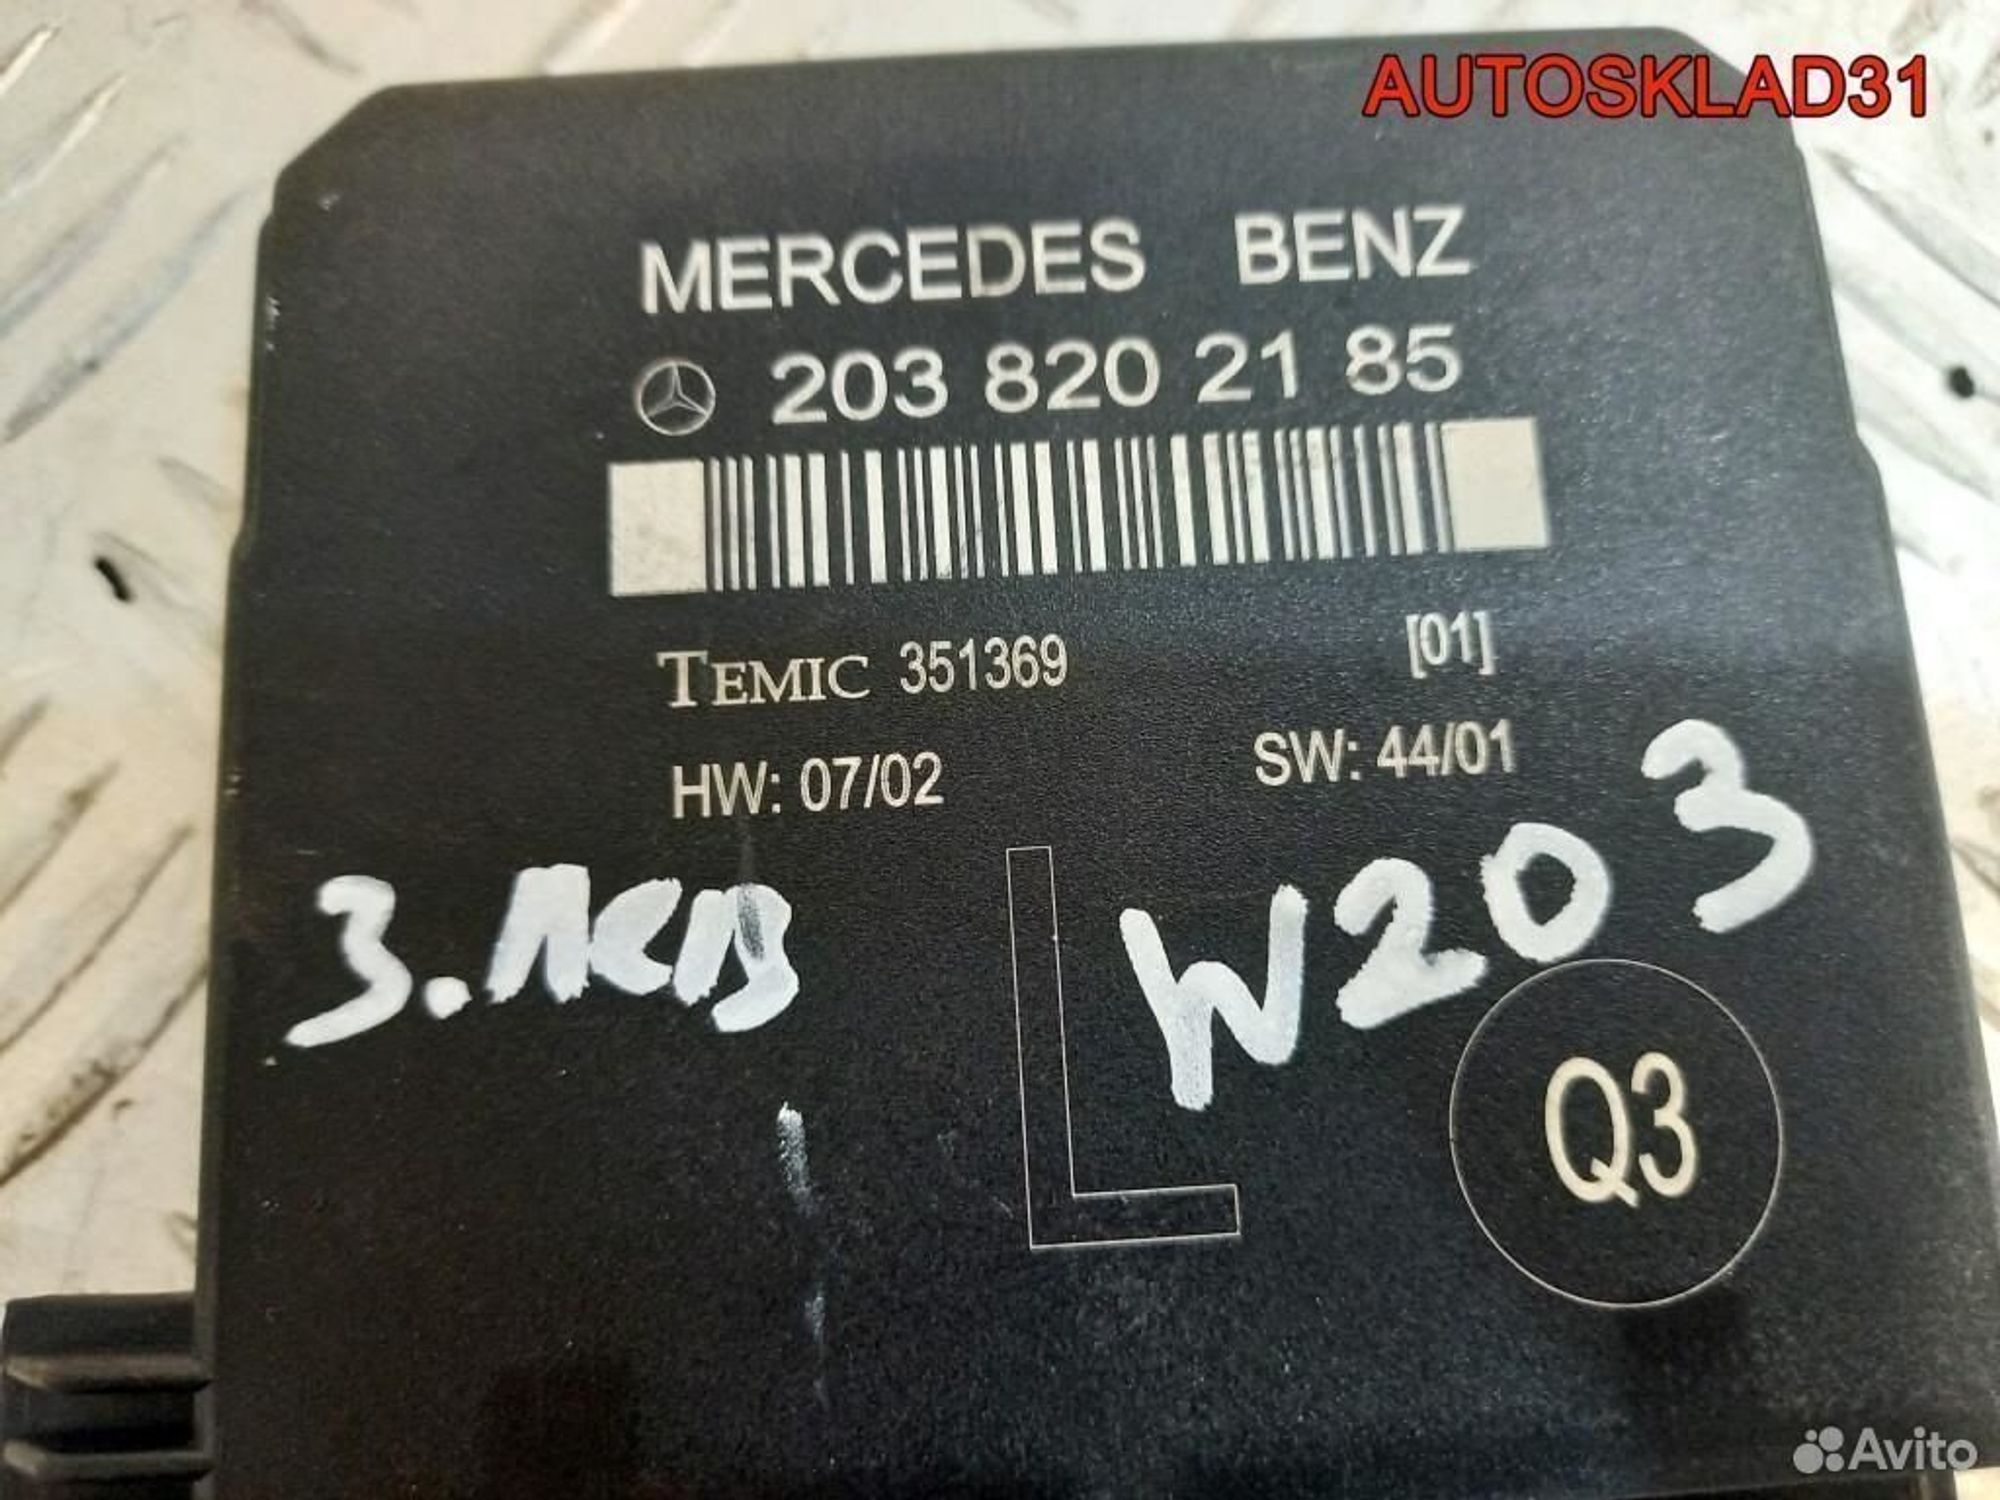 AUTOSKLAD31
MERCEDES BENZ
203 820 21 85
TEMIC 351369 [01]
HW: 07/02 SW: 44/01
З.ЛЕВ W203
L
Q3
Avito